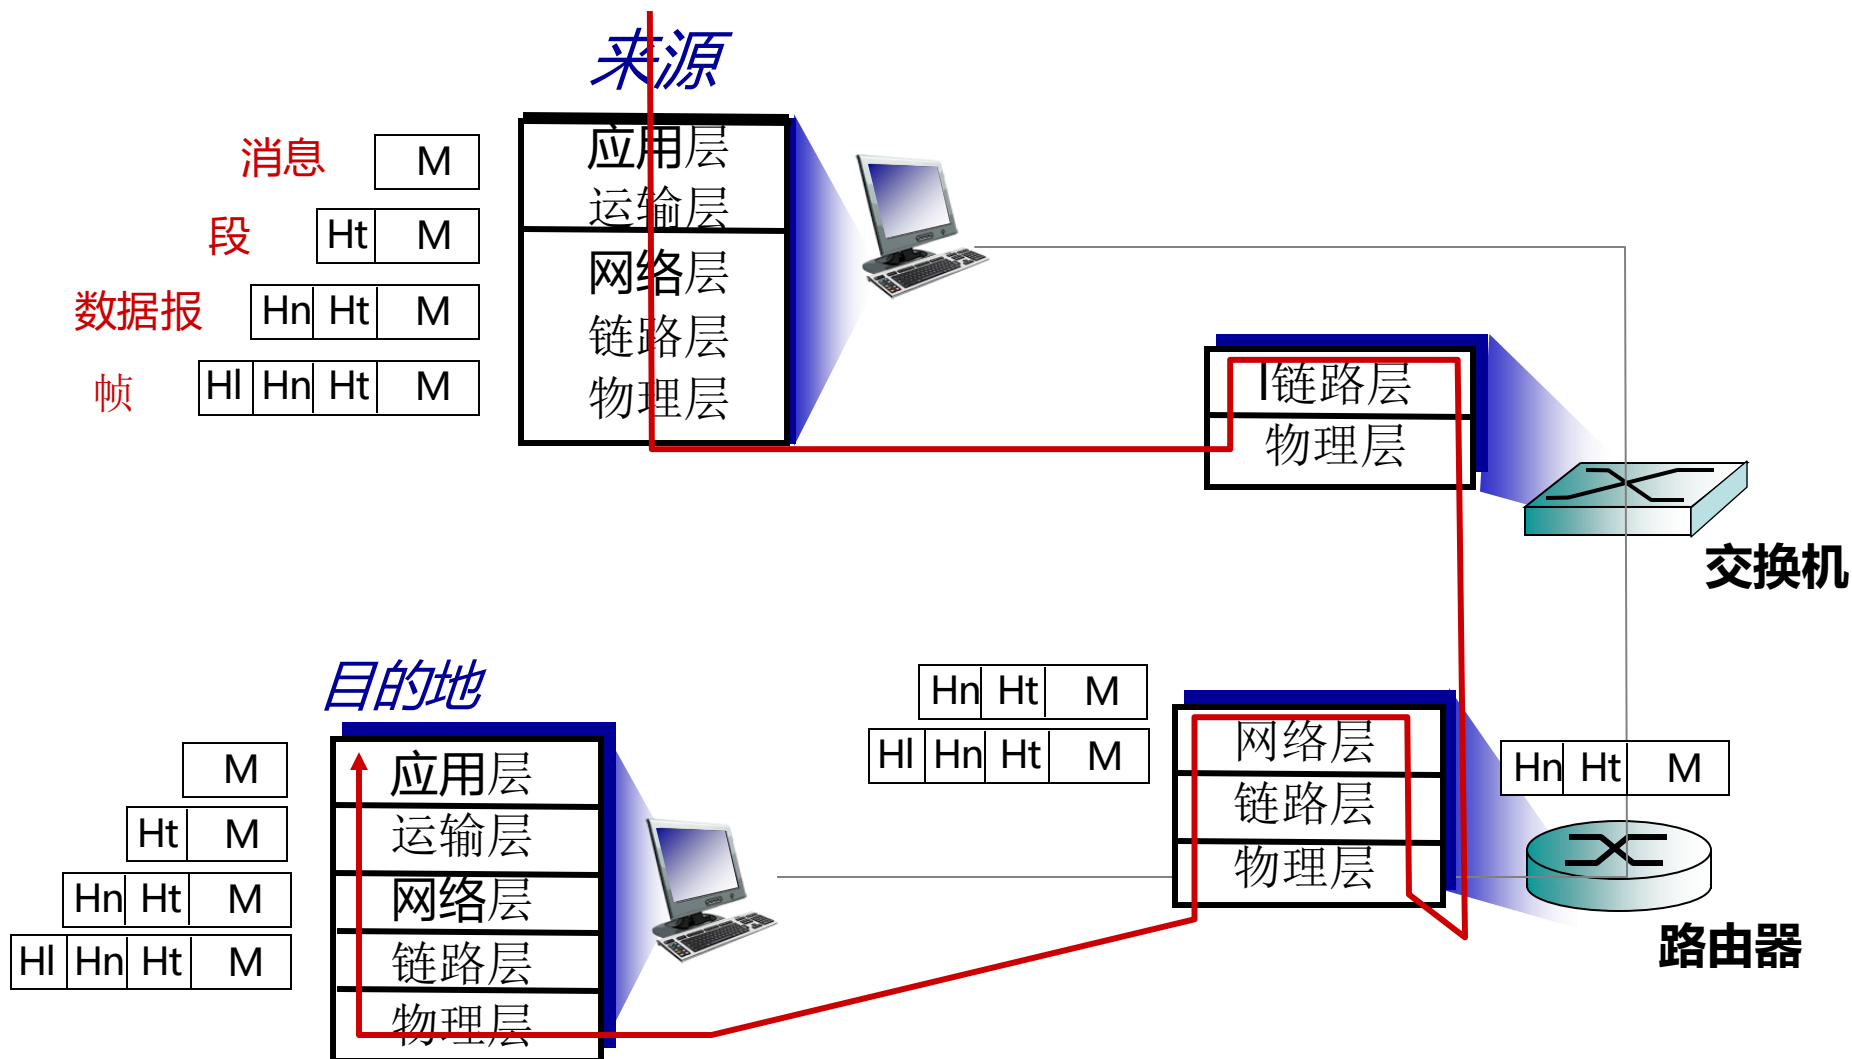 来源
消息 M
应用层
运输层
段 Ht M
网络层
数据报 Hn Ht M
链路层
帧 Hl Hn Ht M
物理层
l链路层
物理层
交换机
目的地
M
Ht M
Hn Ht M
Hl Hn Ht M
应用层
运输层
网络层
链路层
物理层
Hn Ht M
Hl Hn Ht M
网络层
链路层
物理层
Hn Ht M
路由器